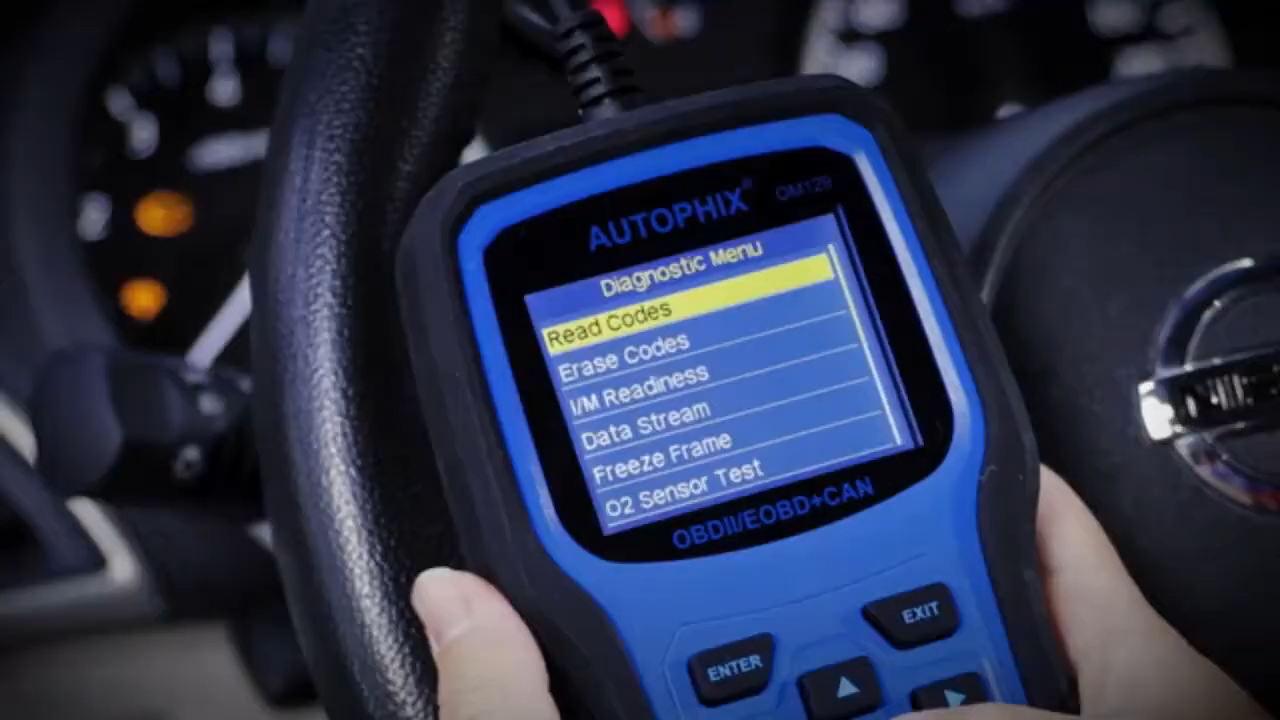 AUTOPHIX® OM129
Diagnostic Menu
Read Codes
Erase Codes
I/M Readiness
Data Stream
Freeze Frame
O2 Sensor Test
OBDII/EOBD+CAN
EXIT
ENTER